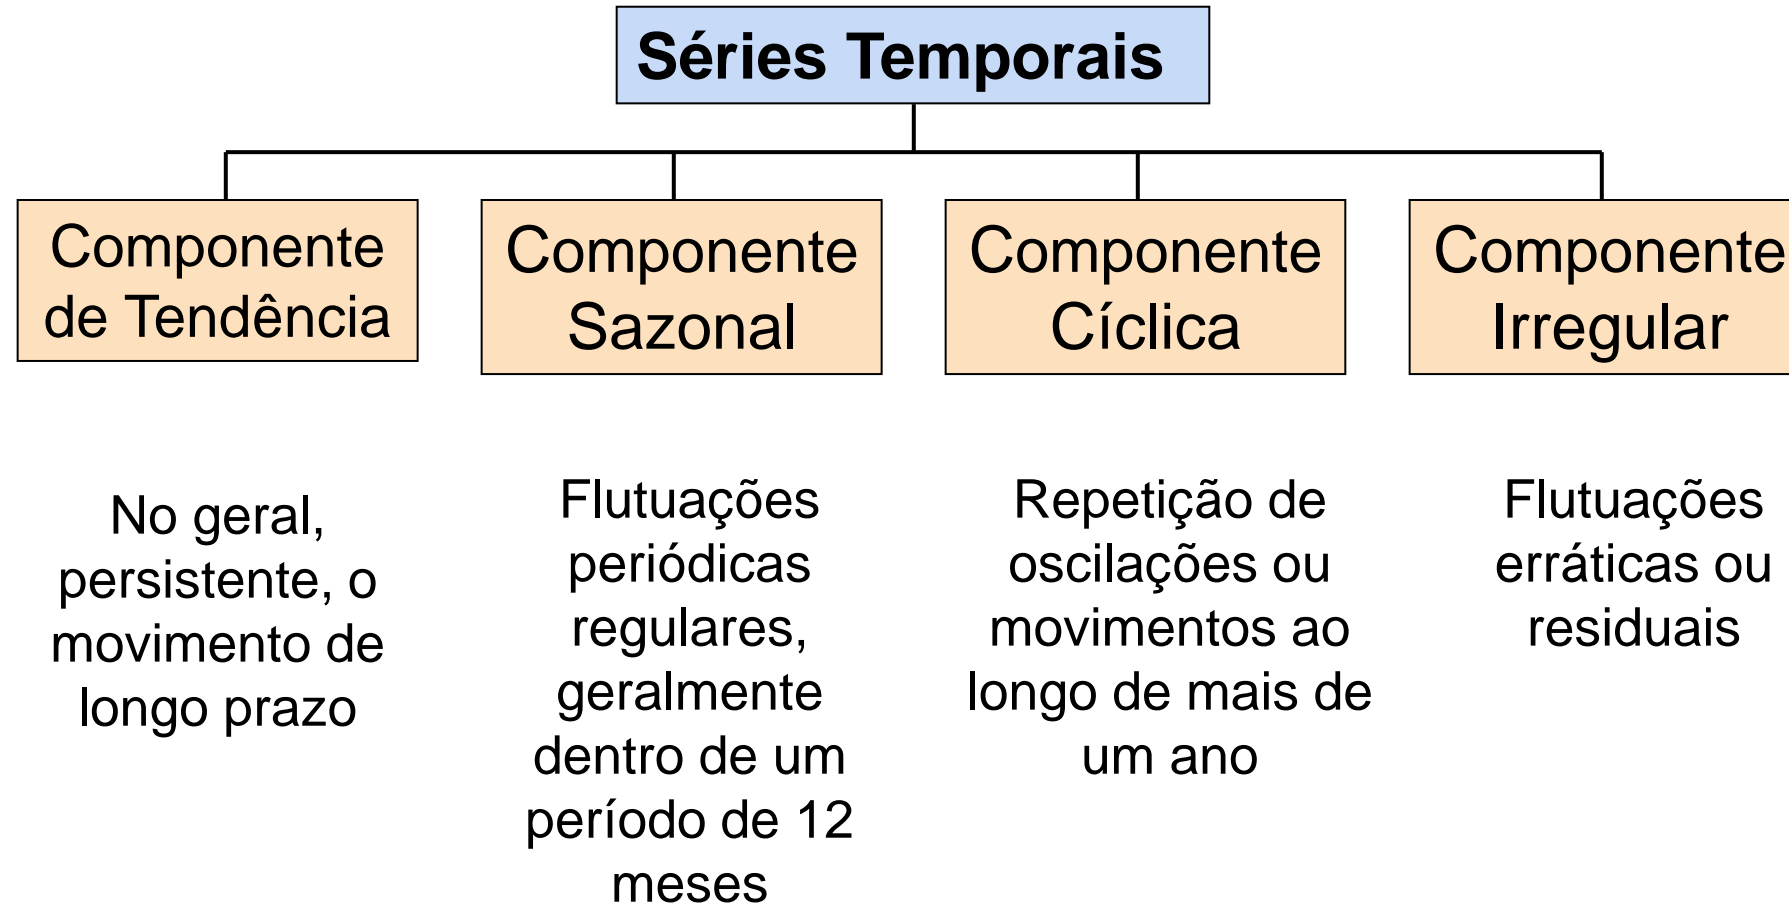 Séries Temporais
Componente
de Tendência
Componente
Sazonal
Componente
Cíclica
Componente
Irregular
No geral,
persistente, o
movimento de
longo prazo
Flutuações
periódicas
regulares,
geralmente
dentro de um
período de 12
meses
Repetição de
oscilações ou
movimentos ao
longo de mais de
um ano
Flutuações
erráticas ou
residuais